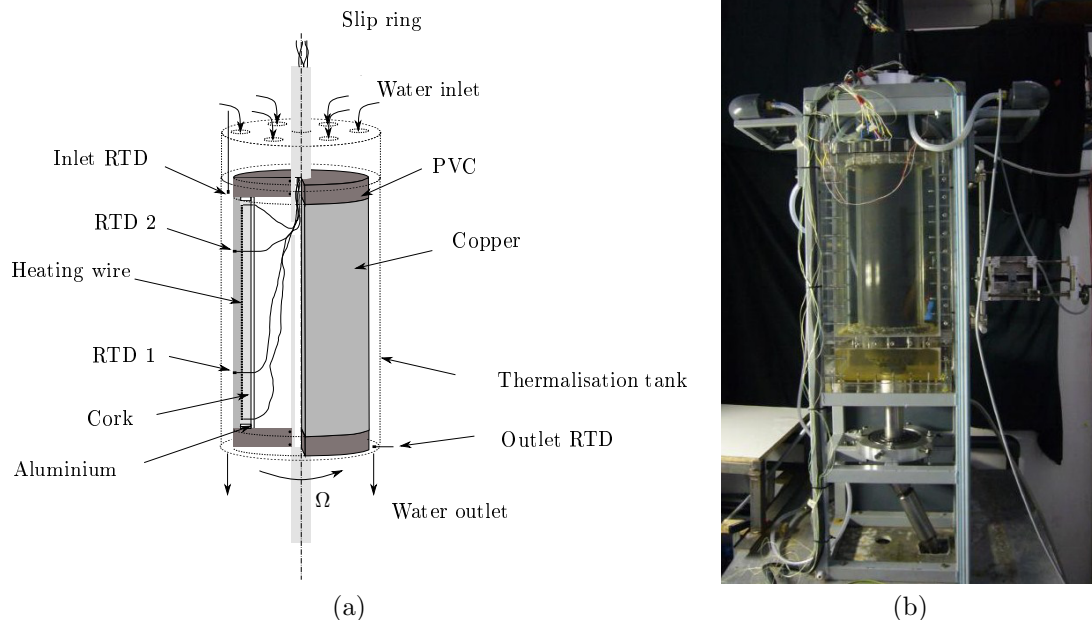 Slip ring
Water inlet
Inlet RTD
PVC
RTD 2
Copper
Heating wire
RTD 1
Thermalisation tank
Cork
Outlet RTD
Aluminium
Ω
Water outlet
(a)
(b)